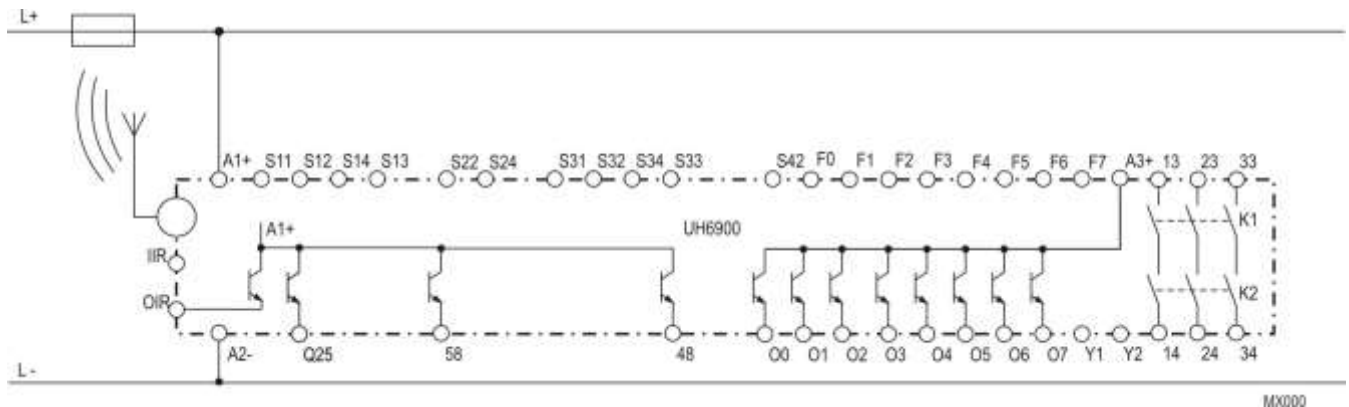 L+
A1+ S11 S12 S14 S13 S22 S24 S31 S32 S34 S33 S42 F0 F1 F2 F3 F4 F5 F6 F7 A3+ 13 23 33
A1+ UH6900 K1
IIR
OIR K2
A2- Q25 58 48 O0 O1 O2 O3 O4 O5 O6 O7 Y1 Y2 14 24 34
L -
MX000